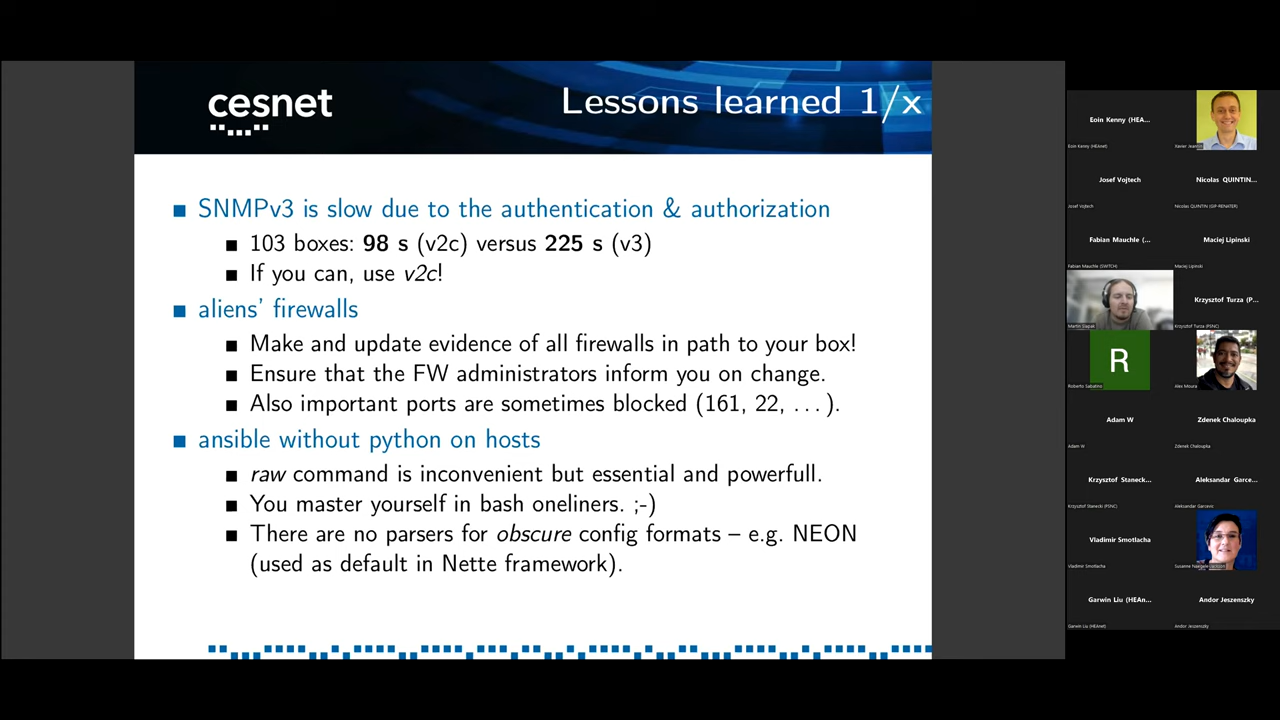 cesnet
Lessons learned 1/x
SNMPv3 is slow due to the authentication & authorization
103 boxes: 98 s (v2c) versus 225 s (v3)
If you can, use v2c!
aliens' firewalls
Make and update evidence of all firewalls in path to your box!
Ensure that the FW administrators inform you on change.
Also important ports are sometimes blocked (161, 22, ...).
ansible without python on hosts
raw command is inconvenient but essential and powerfull.
You master yourself in bash oneliners. ;-)
There are no parsers for obscure config formats – e.g. NEON
(used as default in Nette framework).
Eoin Kenny (HEA...
Eoin Kenny (HEAnet)
Xavier Jeannin
Josef Vojtech
Josef Vojtech
Nicolas QUINTIN...
Nicolas QUINTIN (GIP-RENATER)
Fabian Mauchle (...
Fabian Mauchle (SWITCH)
Maciej Lipinski
Maciej Lipinski
Martin Slapak
Krzysztof Turza (P...
Krzysztof Turza (PSNC)
R
Roberto Sabatino
Alex Moura
Adam W
Adam W
Zdenek Chaloupka
Zdenek Chaloupka
Krzysztof Staneck...
Krzysztof Stanecki (PSNC)
Aleksandar Garce...
Aleksandar Garcevic
Vladimir Smotlacha
Vladimir Smotlacha
Susanne Naegele-Jackson
Garwin Liu (HEAn...
Garwin Liu (HEAnet)
Andor Jeszenszky
Andor Jeszenszky